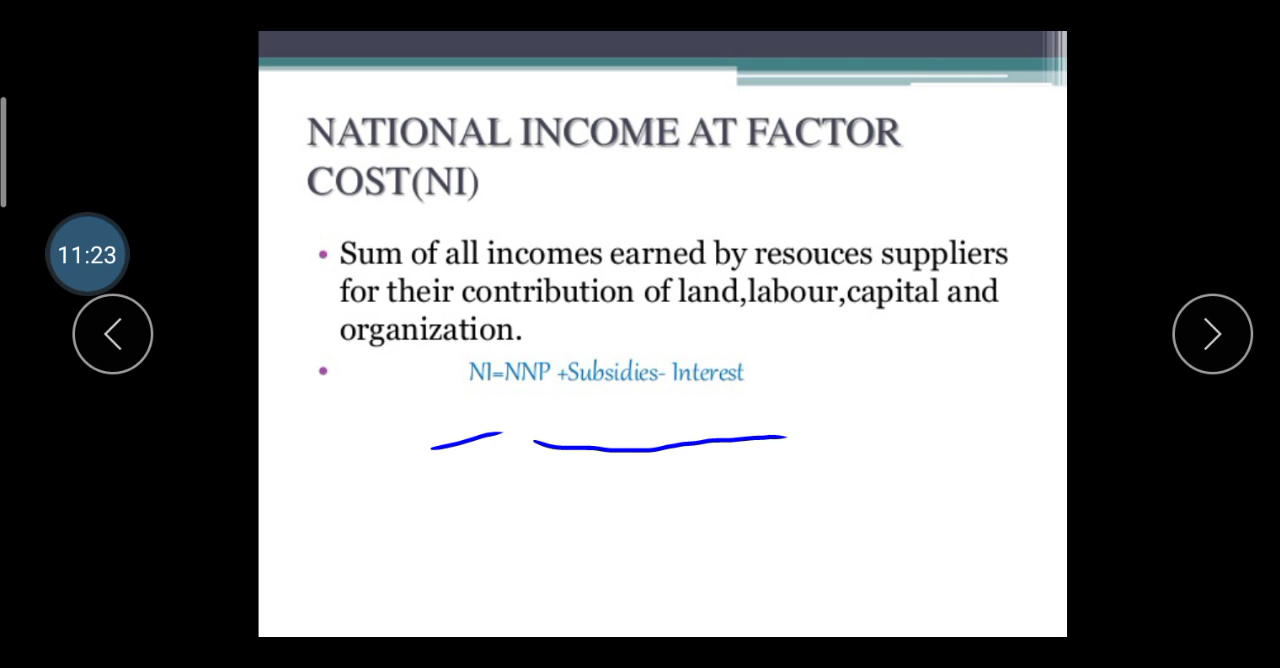 NATIONAL INCOME AT FACTOR
COST(NI)
• Sum of all incomes earned by resouces suppliers
for their contribution of land,labour,capital and
organization.
• NI=NNP +Subsidies- Interest
11:23